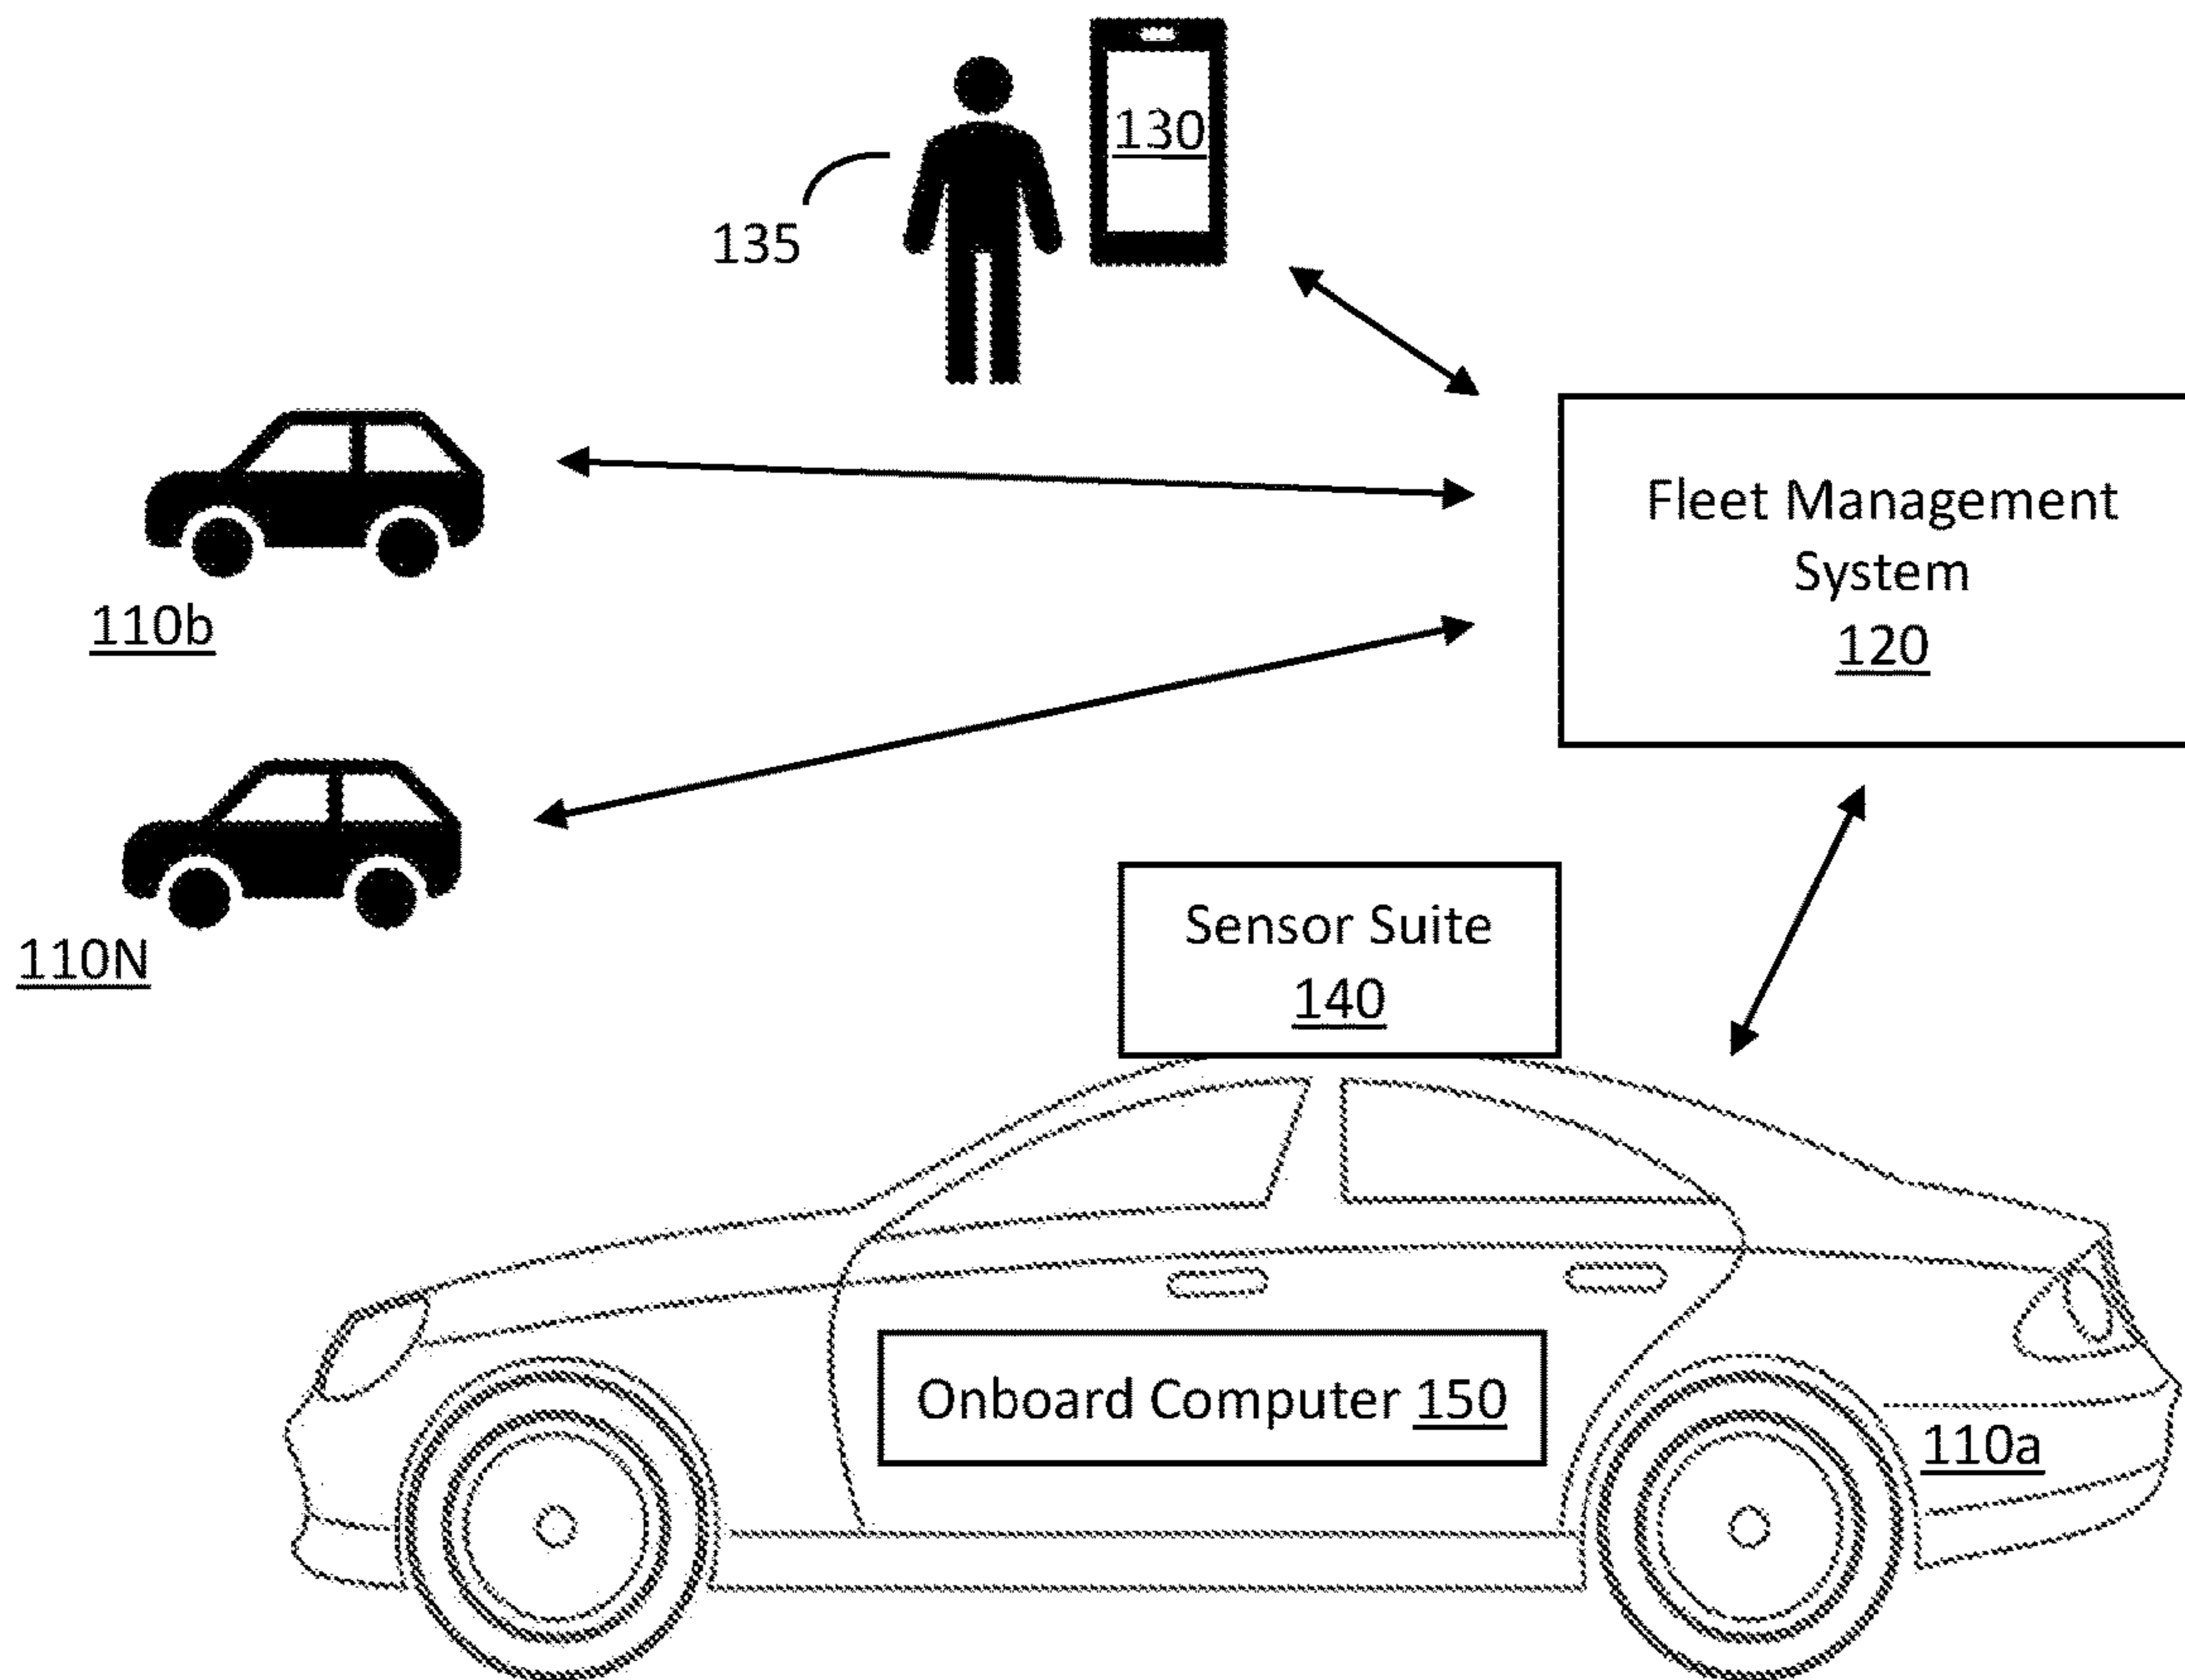 130
135
110b
Fleet Management
System
120
110N
Sensor Suite
140
Onboard Computer 150
110a